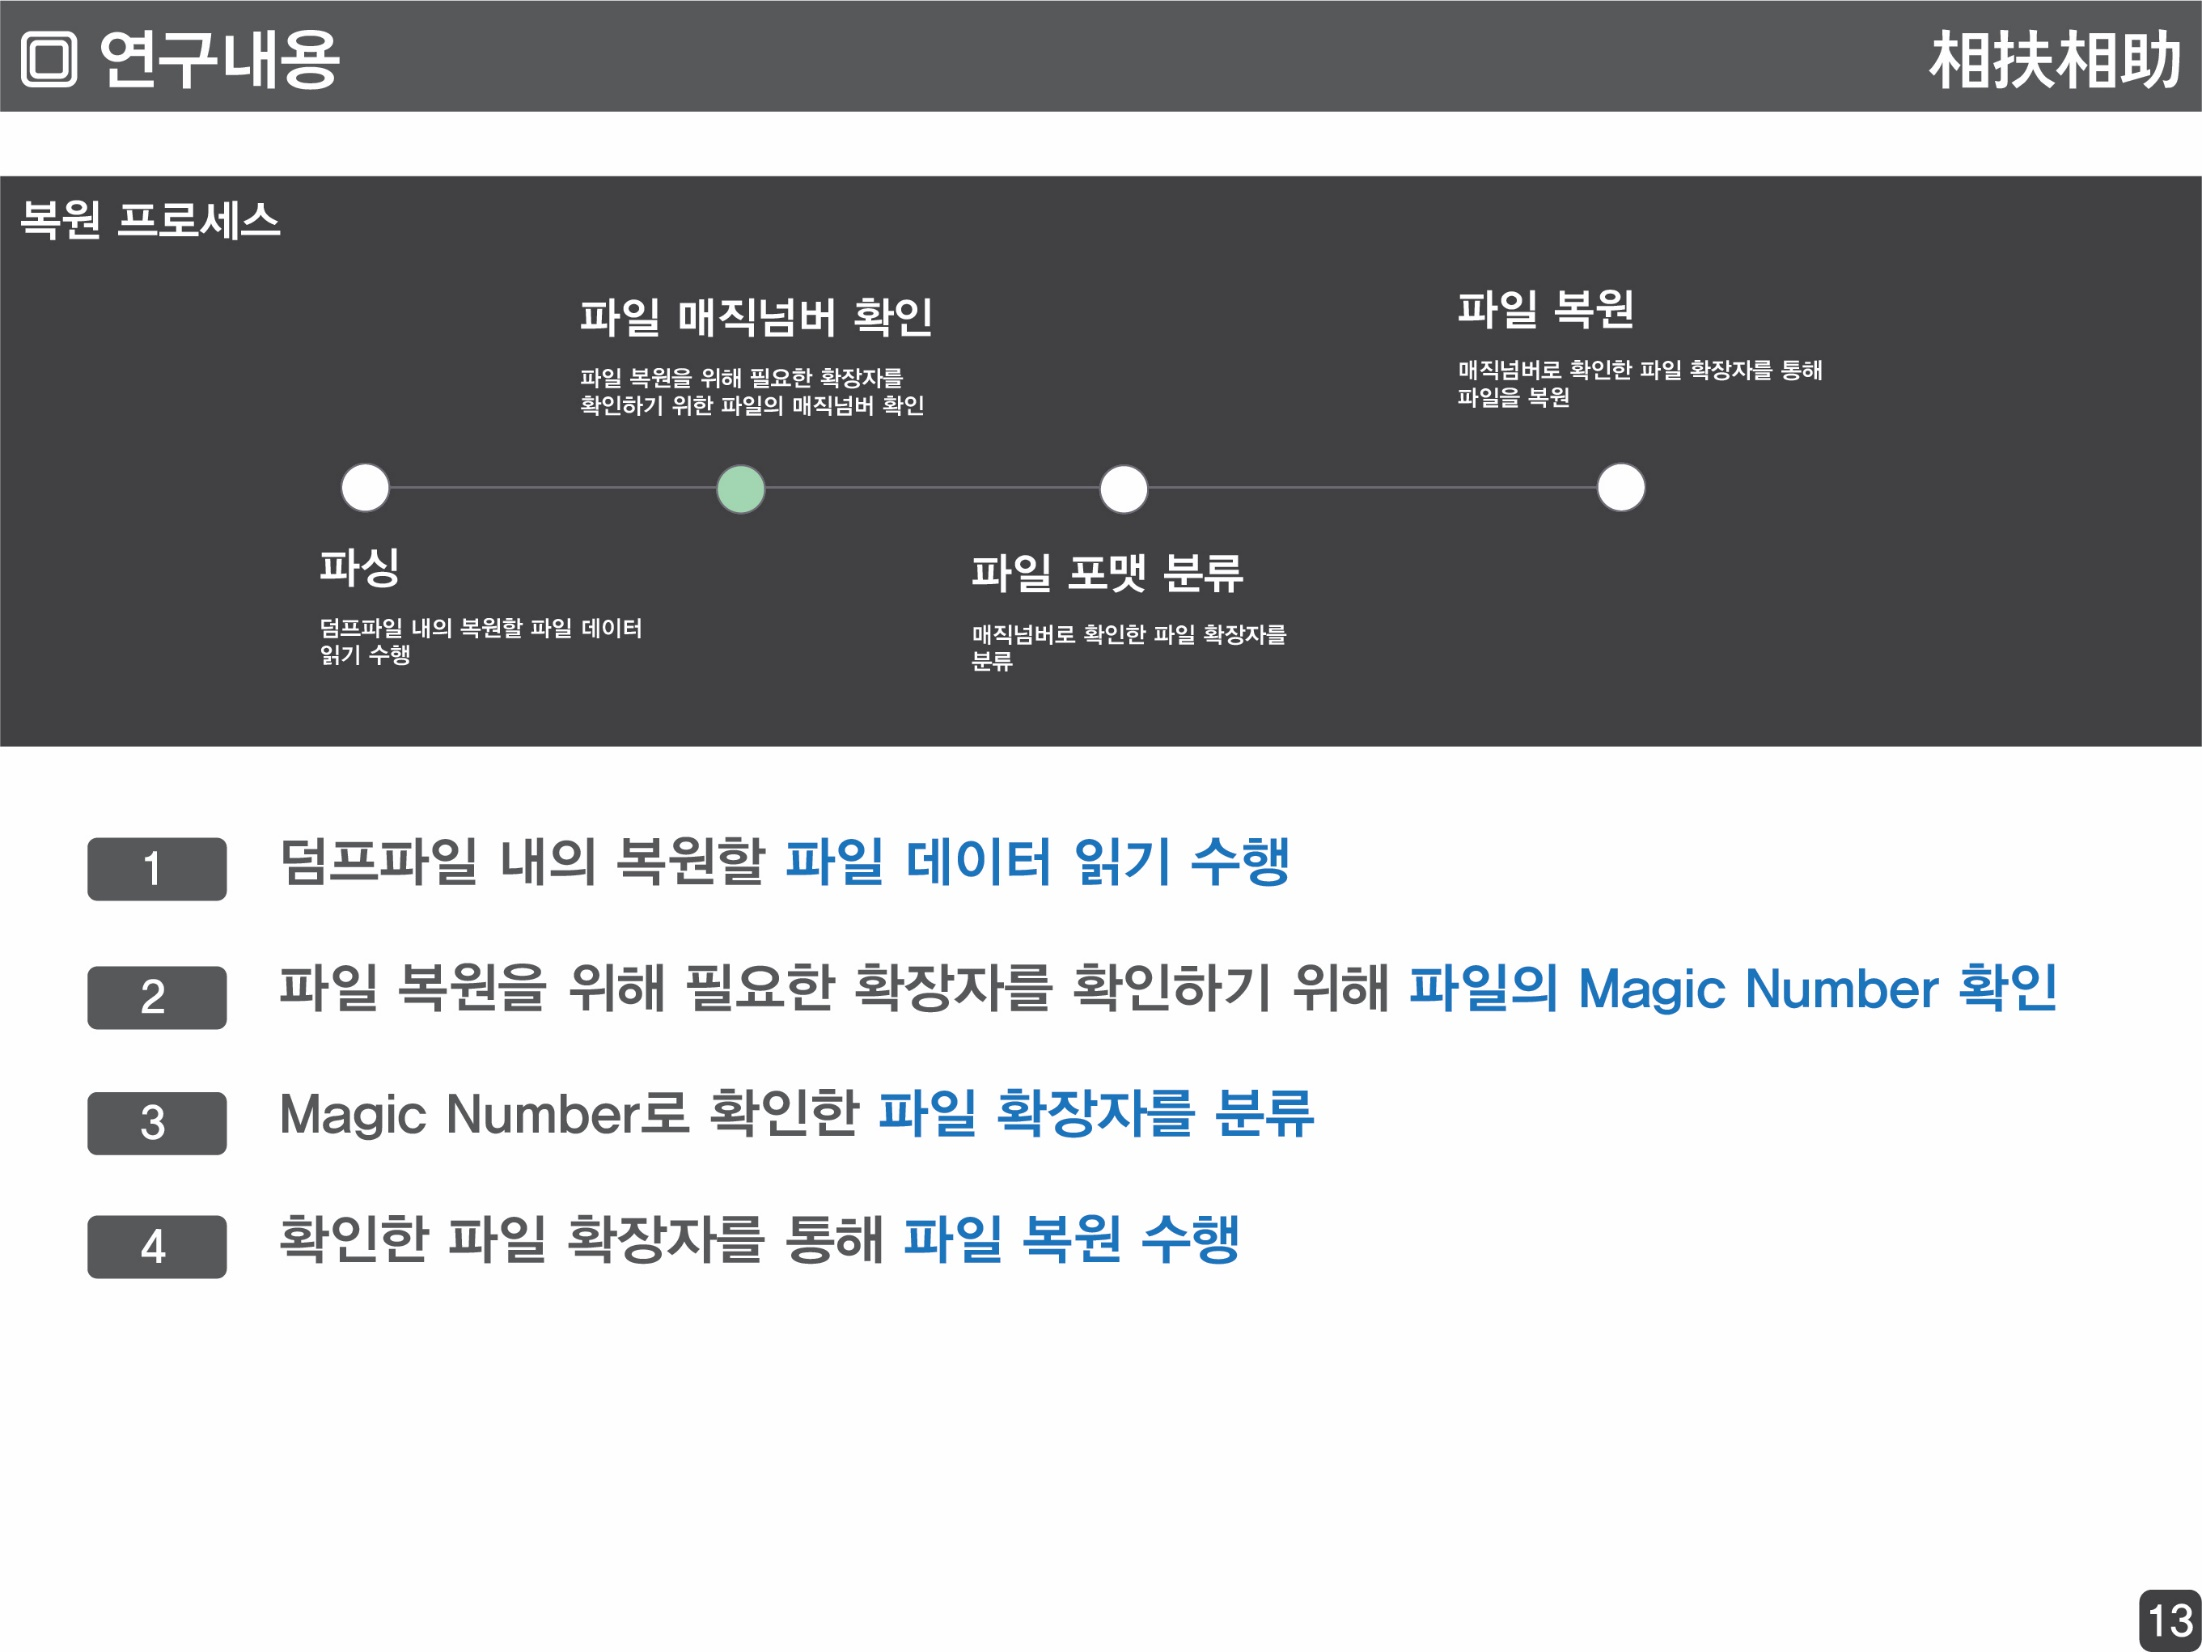 연구내용
相扶相助
복원 프로세스
파일 매직넘버 확인
파일 복원을 위해 필요한 확장자를
확인하기 위한 파일의 매직넘버 확인
파일 복원
매직넘버로 확인한 파일 확장자를 통해
파일을 복원
파싱
덤프파일 내의 복원할 파일 데이터
읽기 수행
파일 포맷 분류
매직넘버로 확인한 파일 확장자를
분류
1 덤프파일 내의 복원할 파일 데이터 읽기 수행
2 파일 복원을 위해 필요한 확장자를 확인하기 위해 파일의 Magic Number 확인
3 Magic Number로 확인한 파일 확장자를 분류
4 확인한 파일 확장자를 통해 파일 복원 수행
13